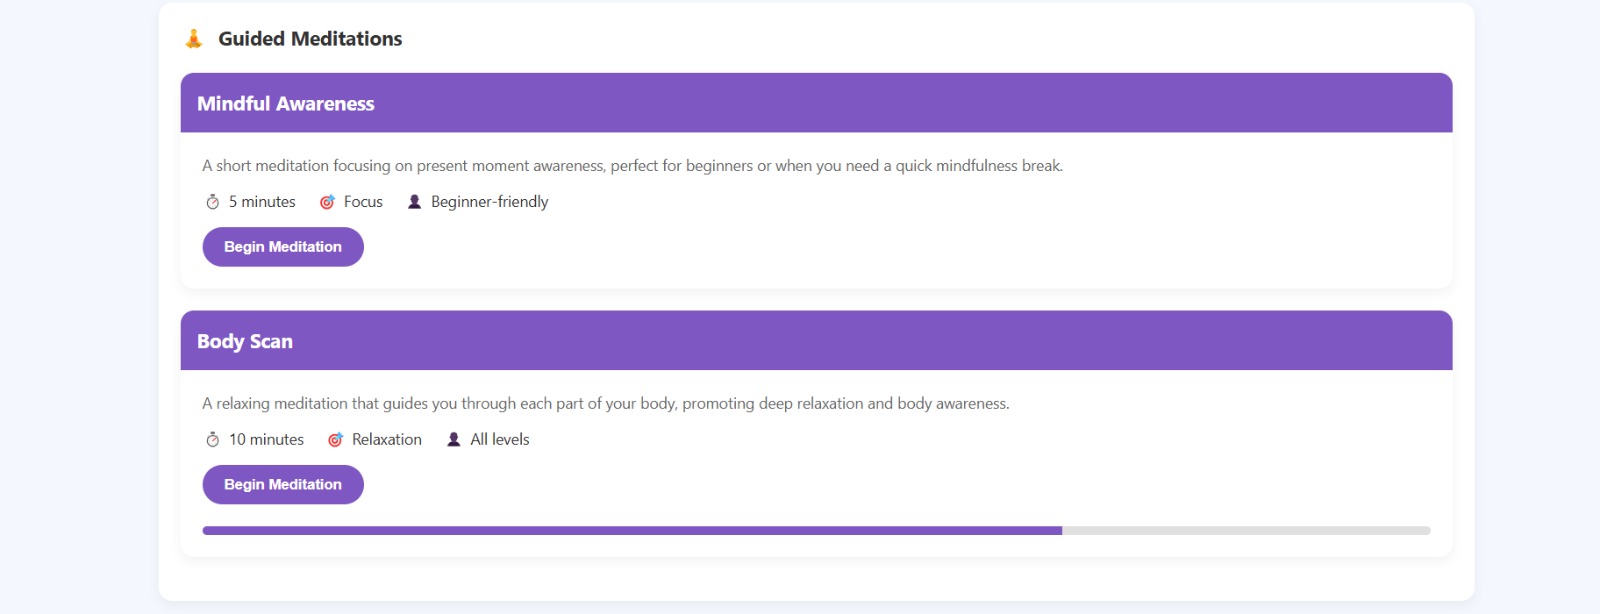 Guided Meditations
Mindful Awareness
A short meditation focusing on present moment awareness, perfect for beginners or when you need a quick mindfulness break.
5 minutes Focus Beginner-friendly
Begin Meditation
Body Scan
A relaxing meditation that guides you through each part of your body, promoting deep relaxation and body awareness.
10 minutes Relaxation All levels
Begin Meditation